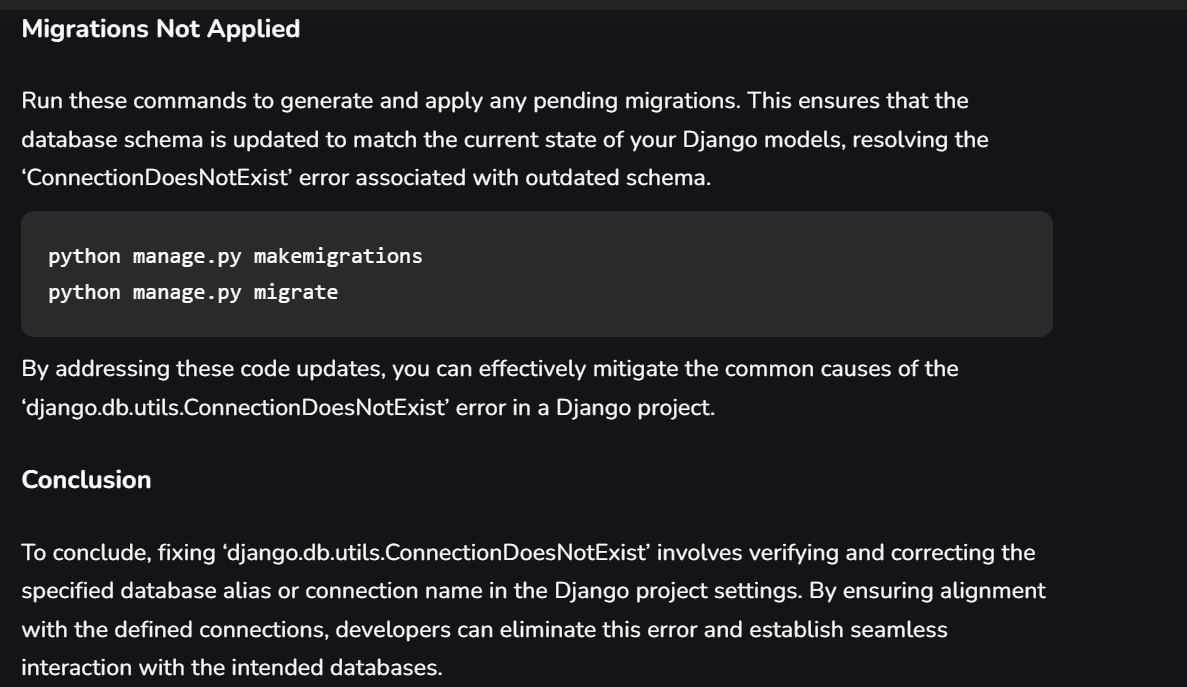 Migrations Not Applied
Run these commands to generate and apply any pending migrations. This ensures that the
database schema is updated to match the current state of your Django models, resolving the
‘ConnectionDoesNotExist’ error associated with outdated schema.
python manage.py makemigrations
python manage.py migrate
By addressing these code updates, you can effectively mitigate the common causes of the
‘django.db.utils.ConnectionDoesNotExist’ error in a Django project.
Conclusion
To conclude, fixing ‘django.db.utils.ConnectionDoesNotExist’ involves verifying and correcting the
specified database alias or connection name in the Django project settings. By ensuring alignment
with the defined connections, developers can eliminate this error and establish seamless
interaction with the intended databases.